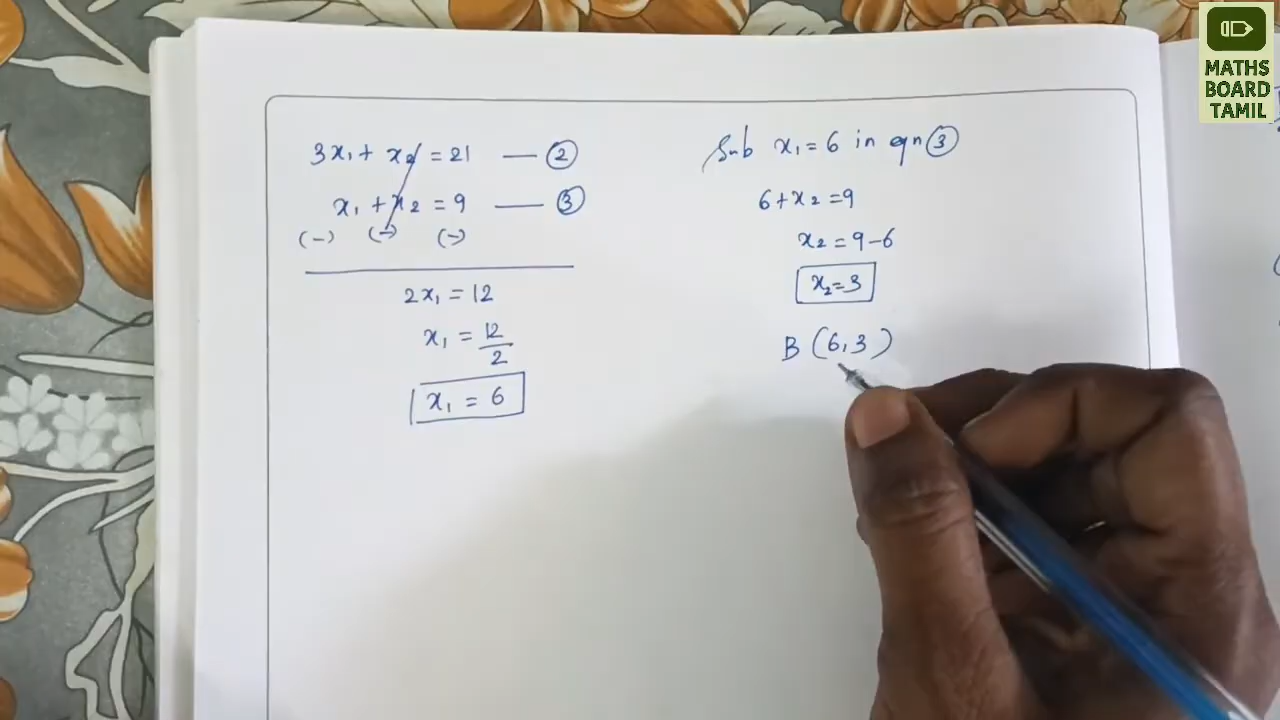 3x₁ + x₂ = 21 — ②
x₁ + x₂ = 9 — ③
(-) (-) (-)
2x₁ = 12
x₁ = 12/2
x₁ = 6
Sub x₁ = 6 in eqn ③
6 + x₂ = 9
x₂ = 9 - 6
x₂ = 3
B (6,3)
MATHS
BOARD
TAMIL